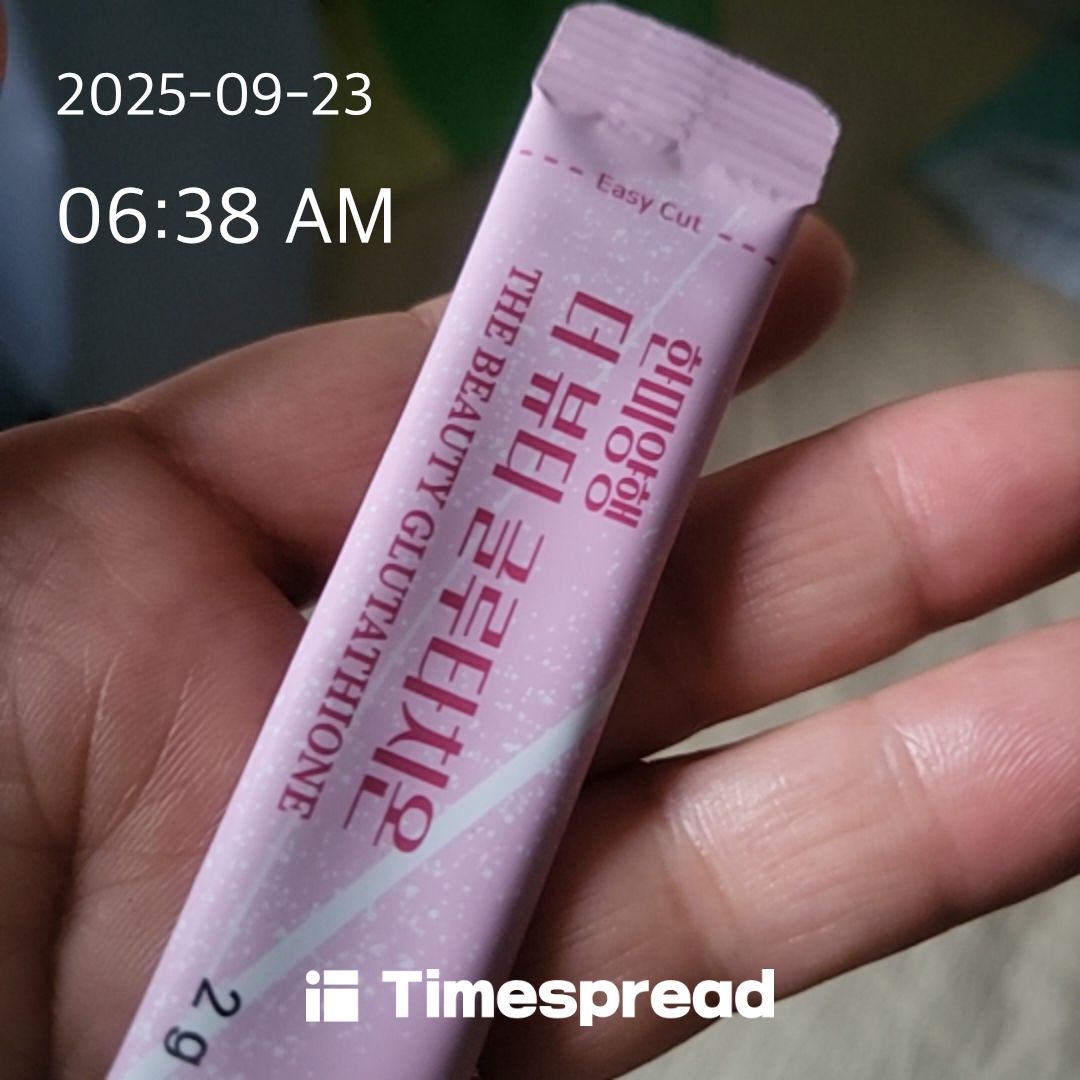 2025-09-23
06:38 AM
Easy Cut
한미양행
더 뷰티 글루타치온
THE BEAUTY GLUTATHIONE
2g
Timespread